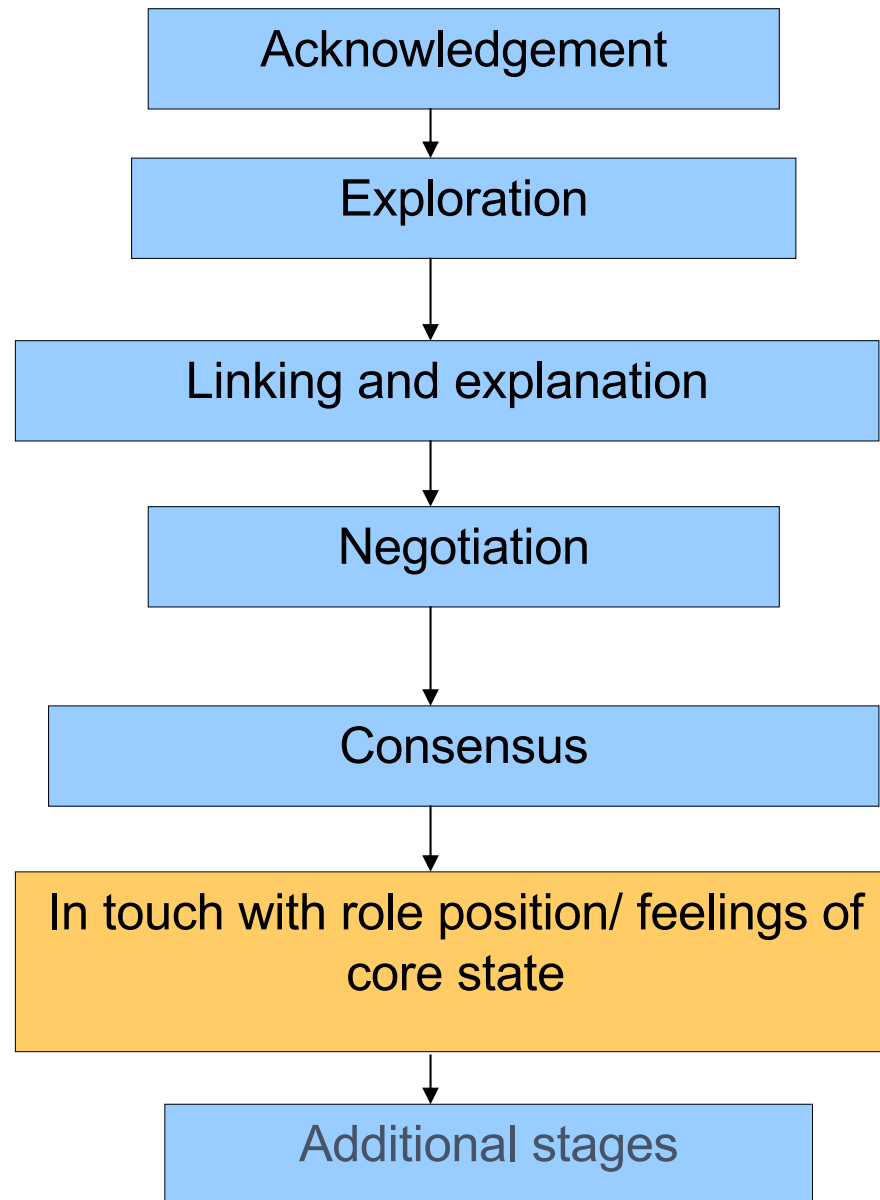 Acknowledgement
Exploration
Linking and explanation
Negotiation
Consensus
In touch with role position/ feelings of
core state
Additional stages